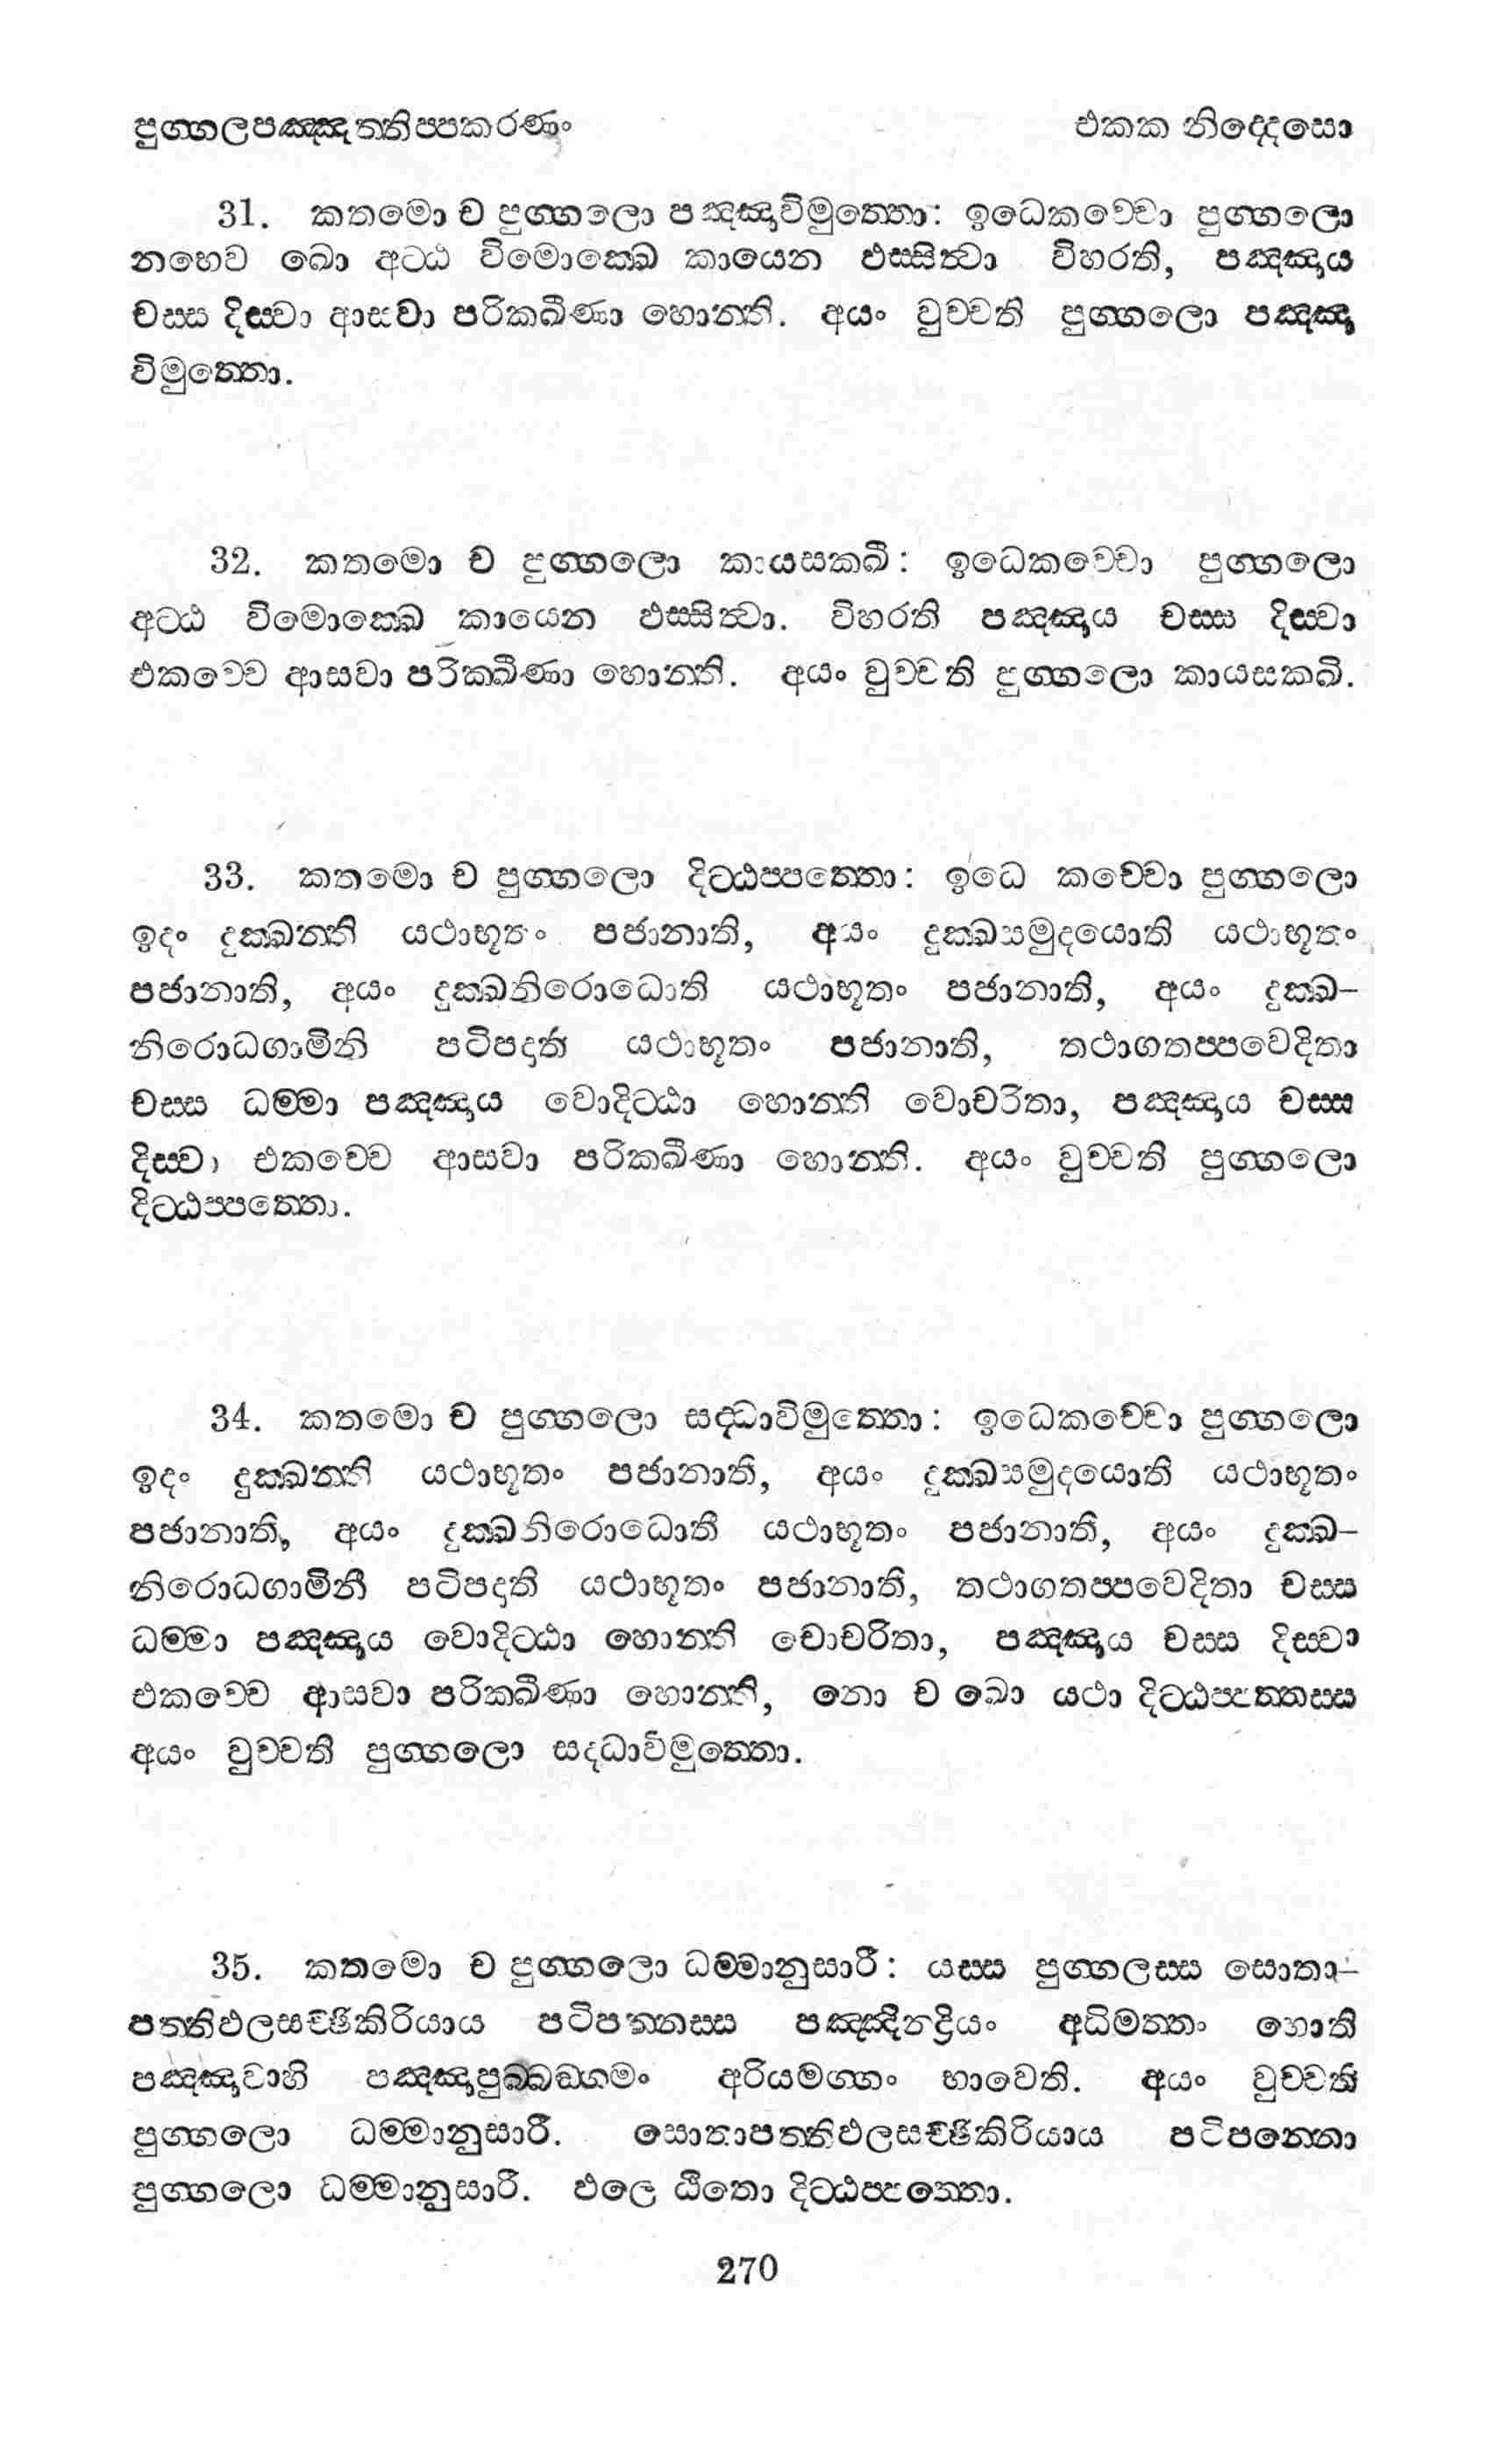 පුග්ගලපඤ්ඤත්තිප්පකරණං එකක නිද්දෙසො
31. කතමො ච පුග්ගලො පඤ්ඤාවිමුත්තො: ඉධෙකච්චො පුග්ගලො
නහෙව ඛො අට්ඨ විමොක්ඛෙ කායෙන ඵස්සිත්වා විහරති, පඤ්ඤාය
චස්ස දිස්වා ආසවා පරික්ඛීණා හොන්ති. අයං වුච්චති පුග්ගලො පඤ්ඤා
විමුත්තො.
32. කතමො ච පුග්ගලො කායසක්ඛී: ඉධෙකච්චො පුග්ගලො
අට්ඨ විමොක්ඛෙ කායෙන ඵස්සිත්වා. විහරති පඤ්ඤාය චස්ස දිස්වා
එකච්චෙ ආසවා පරික්ඛීණා හොන්ති. අයං වුච්චති පුග්ගලො කායසක්ඛි.
33. කතමො ච පුග්ගලො දිට්ඨප්පත්තො: ඉධෙ කච්චො පුග්ගලො
ඉදං දුක්ඛන්ති යථාභූතං පජානාති, අයං දුක්ඛසමුදයොති යථාභූතං
පජානාති, අයං දුක්ඛනිරොධොති යථාභූතං පජානාති, අයං දුක්ඛ-
නිරොධගාමිනි පටිපදාති යථාභූතං පජානාති, තථාගතප්පවෙදිතා
චස්ස ධම්මා පඤ්ඤාය වොදිට්ඨා හොන්ති වොචරිතා, පඤ්ඤාය චස්ස
දිස්වා එකච්චෙ ආසවා පරික්ඛීණා හොන්ති. අයං වුච්චති පුග්ගලො
දිට්ඨප්පත්තො.
34. කතමො ච පුග්ගලො සද්ධාවිමුත්තො: ඉධෙකච්චො පුග්ගලො
ඉදං දුක්ඛන්ති යථාභූතං පජානාති, අයං දුක්ඛසමුදයොති යථාභූතං
පජානාති, අයං දුක්ඛනිරොධොති යථාභූතං පජානාති, අයං දුක්ඛ-
නිරොධගාමිනී පටිපදාති යථාභූතං පජානාති, තථාගතප්පවෙදිතා චස්ස
ධම්මා පඤ්ඤාය වොදිට්ඨා හොන්ති චොචරිතා, පඤ්ඤාය චස්ස දිස්වා
එකච්චෙ ආසවා පරික්ඛීණා හොන්ති, නො ච ඛො යථා දිට්ඨප්පත්තස්ස
අයං වුච්චති පුග්ගලො සද්ධාවිමුත්තො.
35. කතමො ච පුග්ගලො ධම්මානුසාරී: යස්ස පුග්ගලස්ස සොතා-
පත්තිඵලසච්ඡිකිරියාය පටිපන්නස්ස පඤ්ඤින්ද්‍රියං අධිමත්තං හොති
පඤ්ඤාවාහි පඤ්ඤාපුබ්බඞ්ගමං අරියමග්ගං භාවෙති. අයං වුච්චති
පුග්ගලො ධම්මානුසාරී. සොතාපත්තිඵලසච්ඡිකිරියාය පටිපන්නො
පුග්ගලො ධම්මානුසාරී. ඵලෙ ඨිතො දිට්ඨප්පත්තො.
270